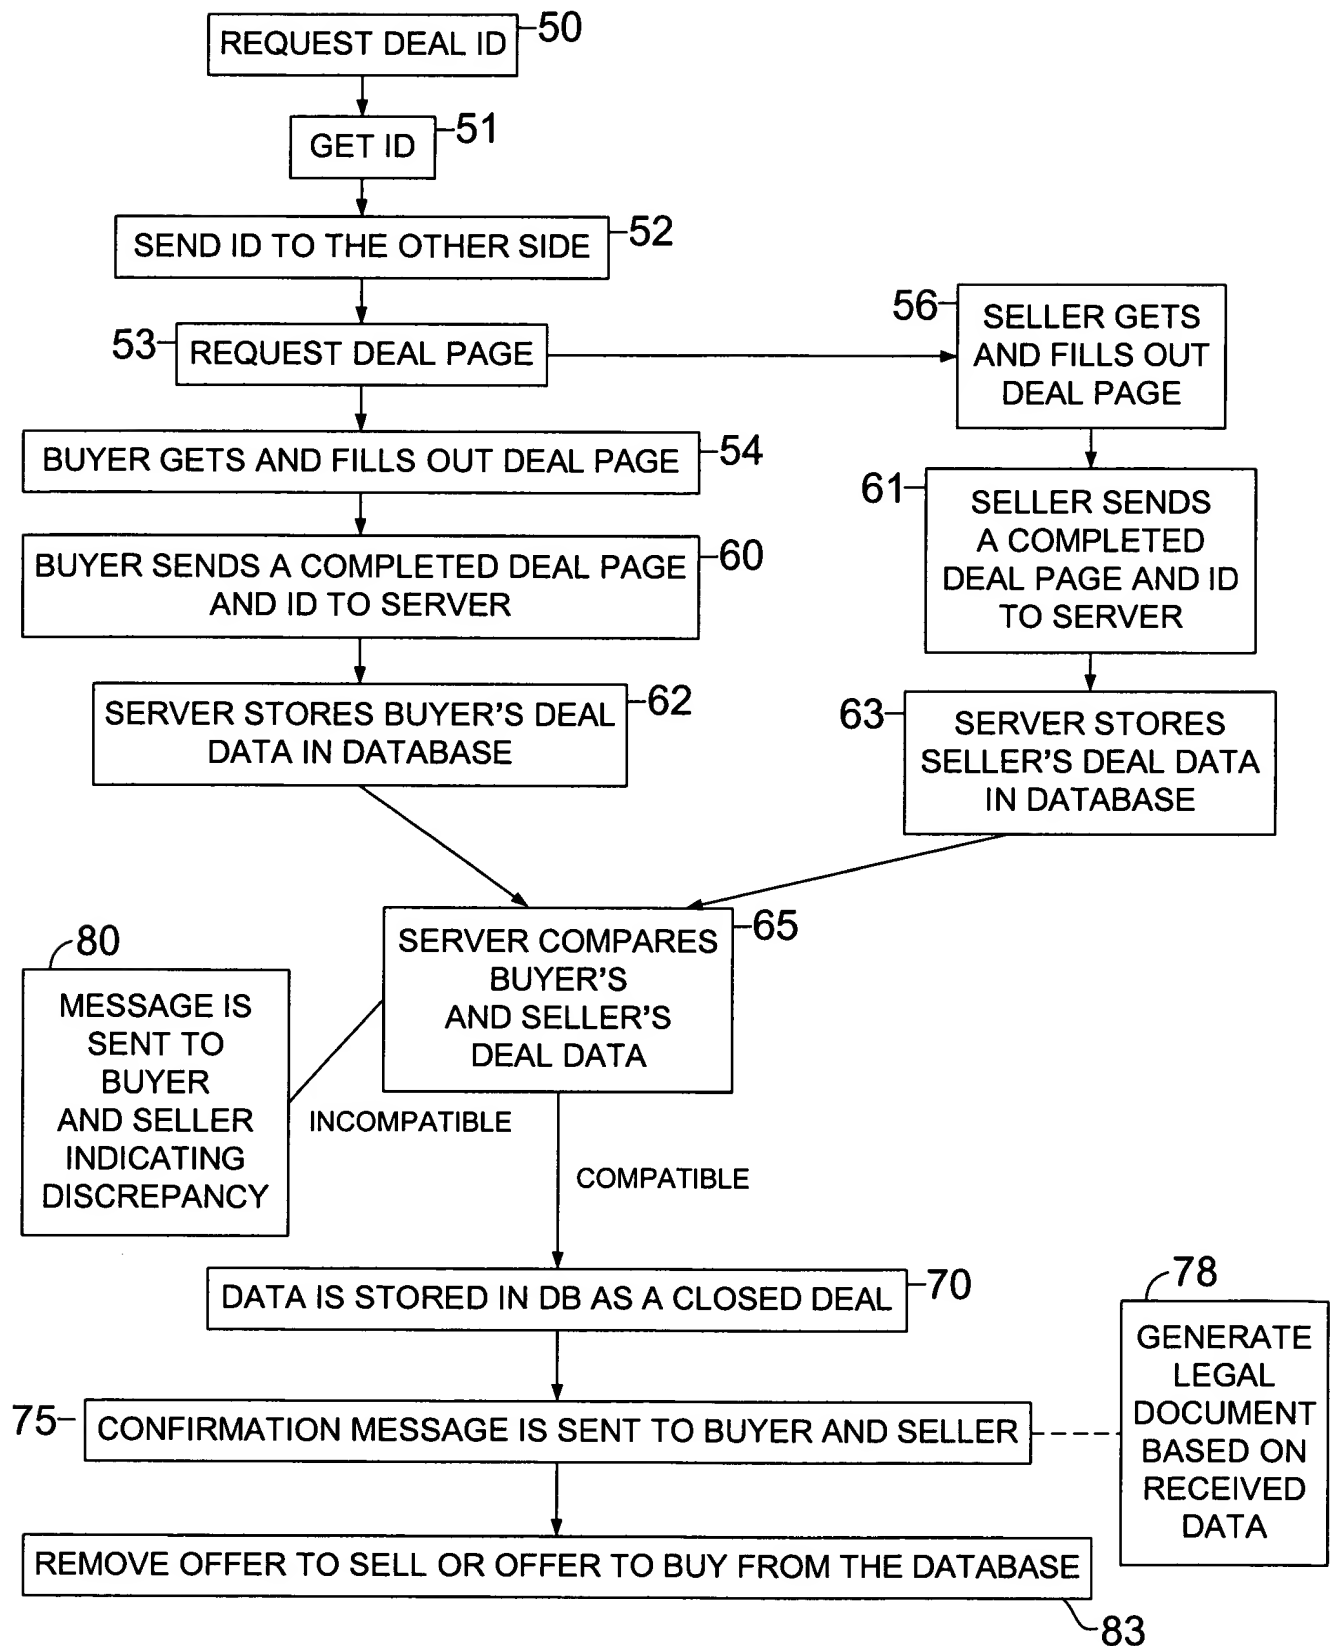 REQUEST DEAL ID
50
GET ID
51
SEND ID TO THE OTHER SIDE
52
53
REQUEST DEAL PAGE
56
SELLER GETS
AND FILLS OUT
DEAL PAGE
BUYER GETS AND FILLS OUT DEAL PAGE
54
61
SELLER SENDS
A COMPLETED
DEAL PAGE AND ID
TO SERVER
BUYER SENDS A COMPLETED DEAL PAGE
AND ID TO SERVER
60
SERVER STORES BUYER'S DEAL
DATA IN DATABASE
62
63
SERVER STORES
SELLER'S DEAL DATA
IN DATABASE
SERVER COMPARES
BUYER'S
AND SELLER'S
DEAL DATA
65
80
MESSAGE IS
SENT TO
BUYER
AND SELLER
INDICATING
DISCREPANCY
INCOMPATIBLE
COMPATIBLE
DATA IS STORED IN DB AS A CLOSED DEAL
70
75
CONFIRMATION MESSAGE IS SENT TO BUYER AND SELLER
78
GENERATE
LEGAL
DOCUMENT
BASED ON
RECEIVED
DATA
REMOVE OFFER TO SELL OR OFFER TO BUY FROM THE DATABASE
83